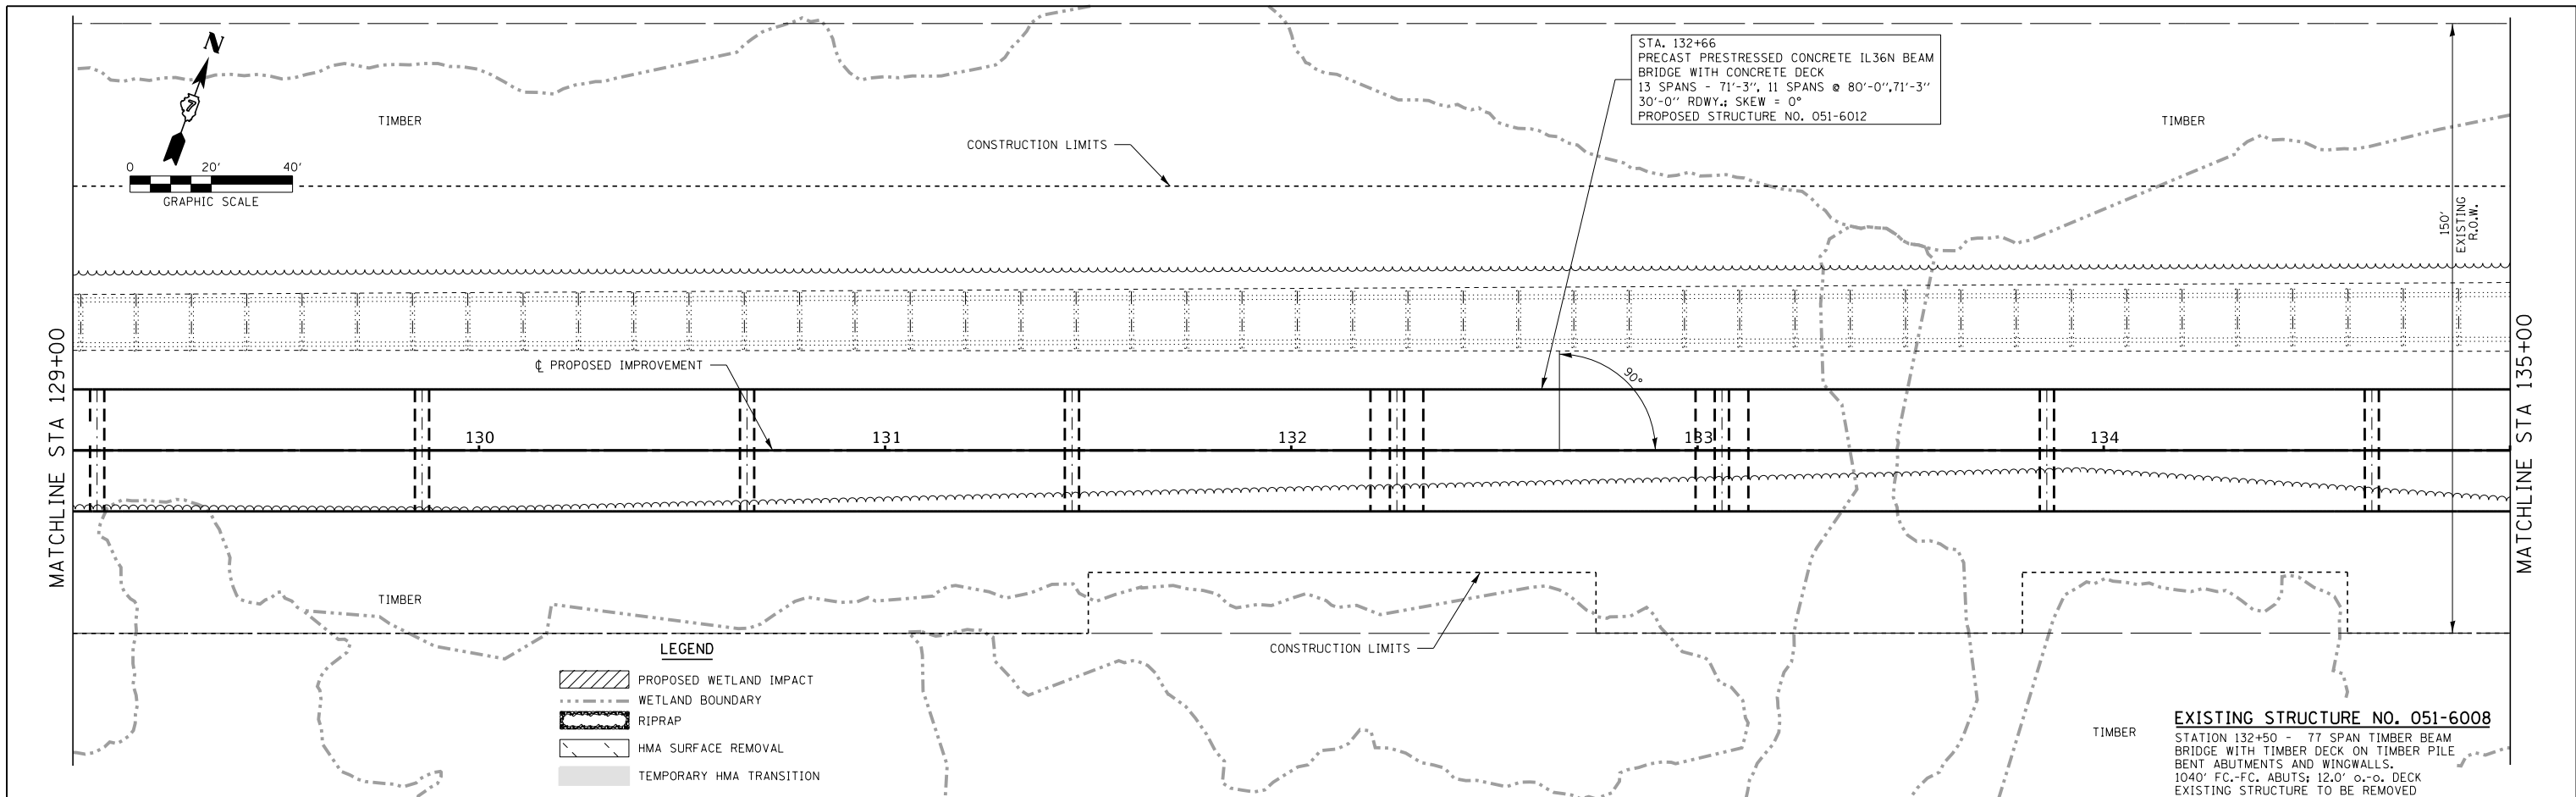 N
0 20' 40'
GRAPHIC SCALE
TIMBER
CONSTRUCTION LIMITS
STA. 132+66
PRECAST PRESTRESSED CONCRETE IL36N BEAM
BRIDGE WITH CONCRETE DECK
13 SPANS - 71'-3", 11 SPANS @ 80'-0",71'-3"
30'-0" RDWY.; SKEW = 0°
PROPOSED STRUCTURE NO. 051-6012
TIMBER
150'
EXISTING
R.O.W.
MATCHLINE STA 129+00
℄ PROPOSED IMPROVEMENT
90°
130 131 132 133 134
MATCHLINE STA 135+00
TIMBER
CONSTRUCTION LIMITS
LEGEND
PROPOSED WETLAND IMPACT
WETLAND BOUNDARY
RIPRAP
HMA SURFACE REMOVAL
TEMPORARY HMA TRANSITION
TIMBER
EXISTING STRUCTURE NO. 051-6008
STATION 132+50 - 77 SPAN TIMBER BEAM
BRIDGE WITH TIMBER DECK ON TIMBER PILE
BENT ABUTMENTS AND WINGWALLS.
1040' FC.-FC. ABUTS; 12.0' o.-o. DECK
EXISTING STRUCTURE TO BE REMOVED